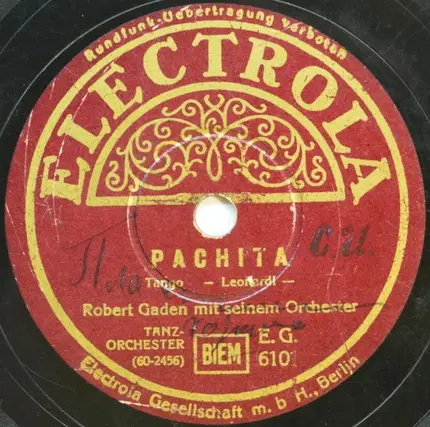 Rundfunk-Uebertragung verboten
ELECTROLA
PACHITA
Tango. — Leonardi —
Robert Gaden mit seinem Orchester
TANZ-
ORCHESTER
(60-2456)
BIEM
E. G.
6101
Electrola Gesellschaft m. b H., Berlin